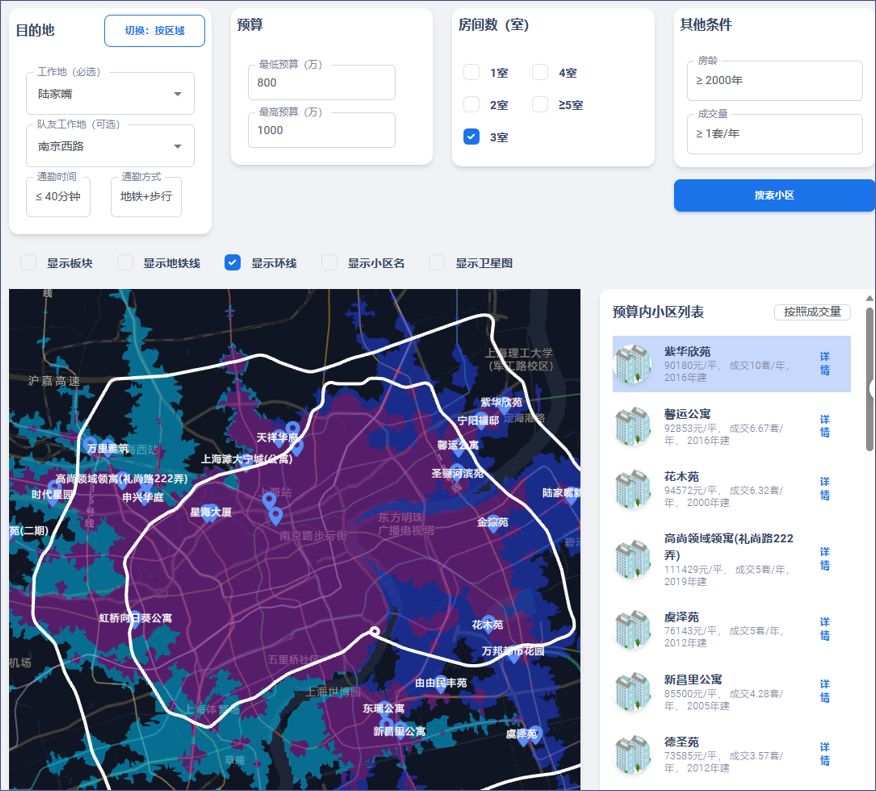 目的地
切换：按区域
工作地（必选）
陆家嘴
队友工作地（可选）
南京西路
通勤时间
≤ 40分钟
通勤方式
地铁+步行
预算
最低预算（万）
800
最高预算（万）
1000
房间数（室）
1室
4室
2室
≥5室
3室
其他条件
房龄
≥ 2000年
成交量
≥ 1套/年
搜索小区
显示板块
显示地铁线
显示环线
显示小区名
显示卫星图
线
沪嘉高速
上海理工大学
（军工路校区）
紫华欣苑
宁阳福邸
定海港路
天祥华府
馨运公寓
万里雅筑
海西站
上海滩大宁城(公寓)
圣骊河滨苑
高尚领域领寓(礼尚路222弄)
时代星园
申兴华庭
上海站
陆家嘴新
星海大厦
东方明珠
广播电视塔
金淙苑
苑(二期)
南京路步行街
碧云
虹桥向日葵公寓
花木苑
万邦都市花园
机场
五里桥社区
由由民丰苑
上海世博园
东瑞公寓
上海体育场
新昌里公寓
虞泽苑
草庵
预算内小区列表
按照成交量
紫华欣苑
90180元/平， 成交10套/年，
2016年建
详情
馨运公寓
92853元/平， 成交6.67套/
年， 2016年建
详情
花木苑
94572元/平， 成交6.32套/
年， 2000年建
详情
高尚领域领寓(礼尚路222
弄)
111429元/平， 成交5套/年，
2019年建
详情
虞泽苑
76143元/平， 成交5套/年，
2012年建
详情
新昌里公寓
85500元/平， 成交4.28套/
年， 2005年建
详情
德圣苑
73585元/平， 成交3.57套/
年， 2012年建
详情